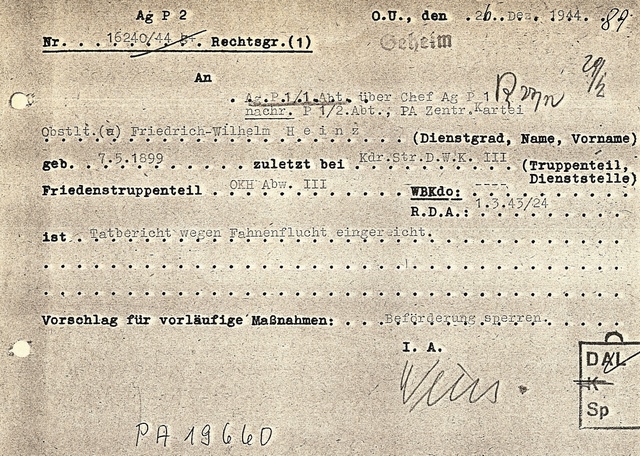 Ag P 2
O.U., den 26. Dez. 1944. 89
Nr. 16240/44 g. Rechtsgr.(1)
Geheim
An
Ag.P.1/1.Abt. über Chef Ag P 1
nachr. P 1/2.Abt.; PA Zentr.Kartei
Obstlt.(a) Friedrich-Wilhelm Heinz (Dienstgrad, Name, Vorname)
geb. 7.5.1899 zuletzt bei Kdr.Str.D.W.K. III (Truppenteil, Dienststelle)
Friedenstruppenteil OKH Abw. III WBKdo: ----
R.D.A.: 1.3.43/24
ist Tatbericht wegen Fahnenflucht eingereicht.
Vorschlag für vorläufige Maßnahmen: Beförderung sperren.
I. A.
DAL
K
Sp
PA 19660